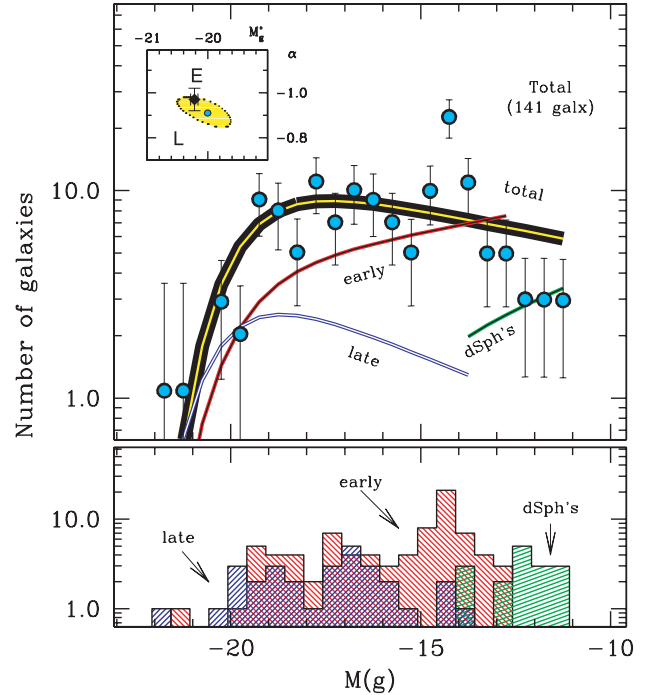 -21 -20 M*g
α
E
L
-1.0
-0.8
Total
(141 galx)
total
early
late
dSph's
10.0
1.0
Number of galaxies
early
late
dSph's
10.0
1.0
-20 -15 -10
M(g)